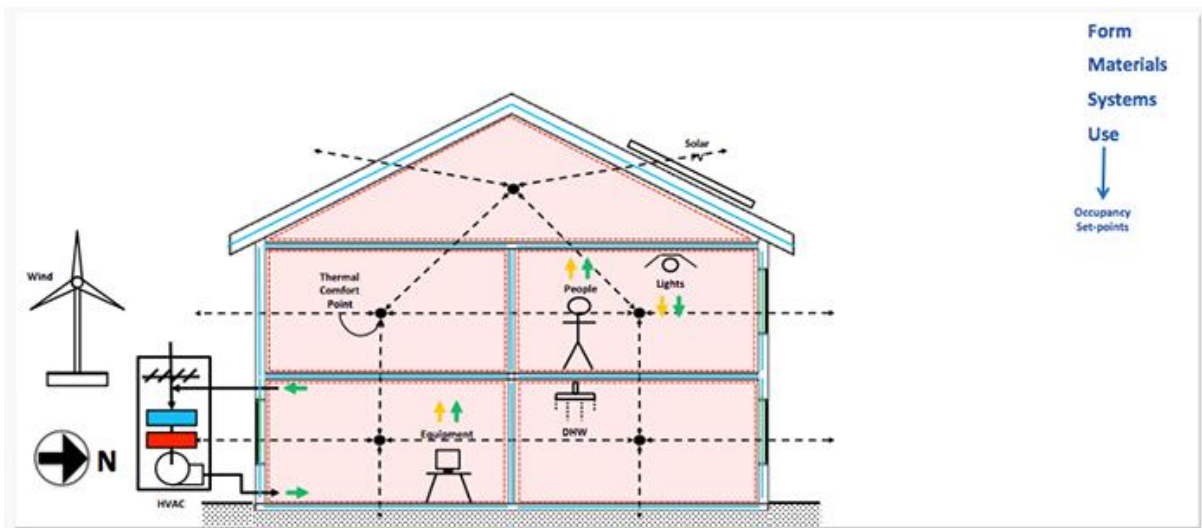 Form
Materials
Systems
Use
Occupancy
Set-points
Solar
PV
Wind
Thermal
Comfort
Point
People
Lights
Equipment
DHW
N
HVAC